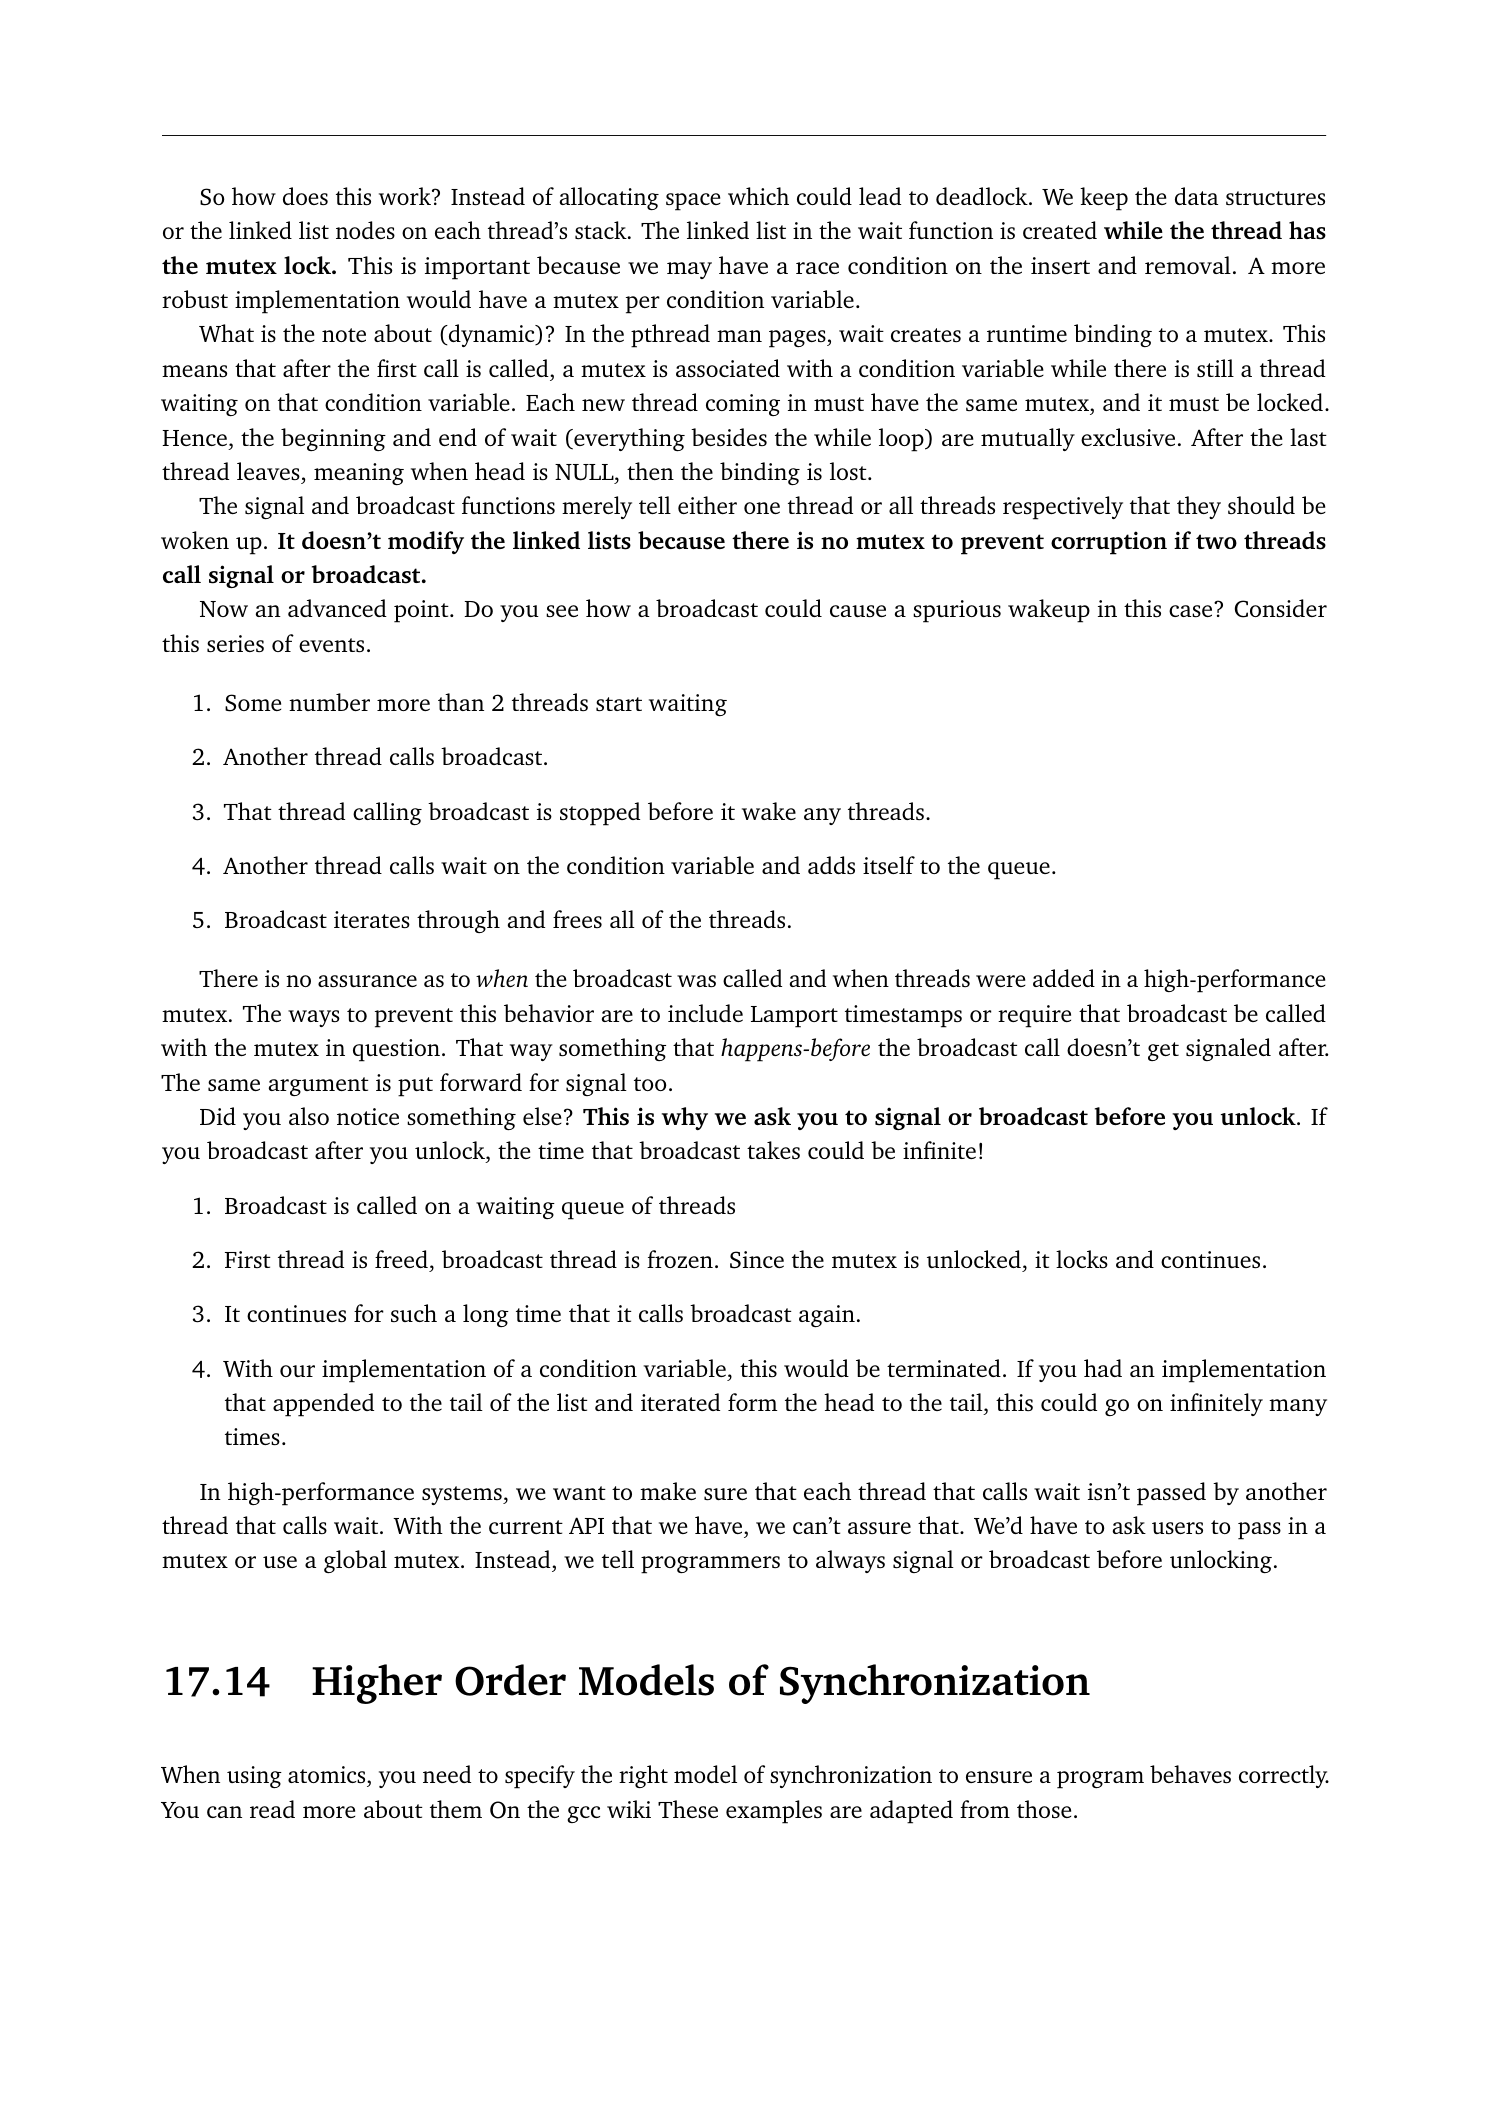 So how does this work? Instead of allocating space which could lead to deadlock. We keep the data structures
or the linked list nodes on each thread's stack. The linked list in the wait function is created while the thread has
the mutex lock. This is important because we may have a race condition on the insert and removal. A more
robust implementation would have a mutex per condition variable.
What is the note about (dynamic)? In the pthread man pages, wait creates a runtime binding to a mutex. This
means that after the first call is called, a mutex is associated with a condition variable while there is still a thread
waiting on that condition variable. Each new thread coming in must have the same mutex, and it must be locked.
Hence, the beginning and end of wait (everything besides the while loop) are mutually exclusive. After the last
thread leaves, meaning when head is NULL, then the binding is lost.
The signal and broadcast functions merely tell either one thread or all threads respectively that they should be
woken up. It doesn't modify the linked lists because there is no mutex to prevent corruption if two threads
call signal or broadcast.
Now an advanced point. Do you see how a broadcast could cause a spurious wakeup in this case? Consider
this series of events.
1. Some number more than 2 threads start waiting
2. Another thread calls broadcast.
3. That thread calling broadcast is stopped before it wake any threads.
4. Another thread calls wait on the condition variable and adds itself to the queue.
5. Broadcast iterates through and frees all of the threads.
There is no assurance as to when the broadcast was called and when threads were added in a high-performance
mutex. The ways to prevent this behavior are to include Lamport timestamps or require that broadcast be called
with the mutex in question. That way something that happens-before the broadcast call doesn't get signaled after.
The same argument is put forward for signal too.
Did you also notice something else? This is why we ask you to signal or broadcast before you unlock. If
you broadcast after you unlock, the time that broadcast takes could be infinite!
1. Broadcast is called on a waiting queue of threads
2. First thread is freed, broadcast thread is frozen. Since the mutex is unlocked, it locks and continues.
3. It continues for such a long time that it calls broadcast again.
4. With our implementation of a condition variable, this would be terminated. If you had an implementation
that appended to the tail of the list and iterated form the head to the tail, this could go on infinitely many
times.
In high-performance systems, we want to make sure that each thread that calls wait isn't passed by another
thread that calls wait. With the current API that we have, we can't assure that. We'd have to ask users to pass in a
mutex or use a global mutex. Instead, we tell programmers to always signal or broadcast before unlocking.
17.14 Higher Order Models of Synchronization
When using atomics, you need to specify the right model of synchronization to ensure a program behaves correctly.
You can read more about them On the gcc wiki These examples are adapted from those.